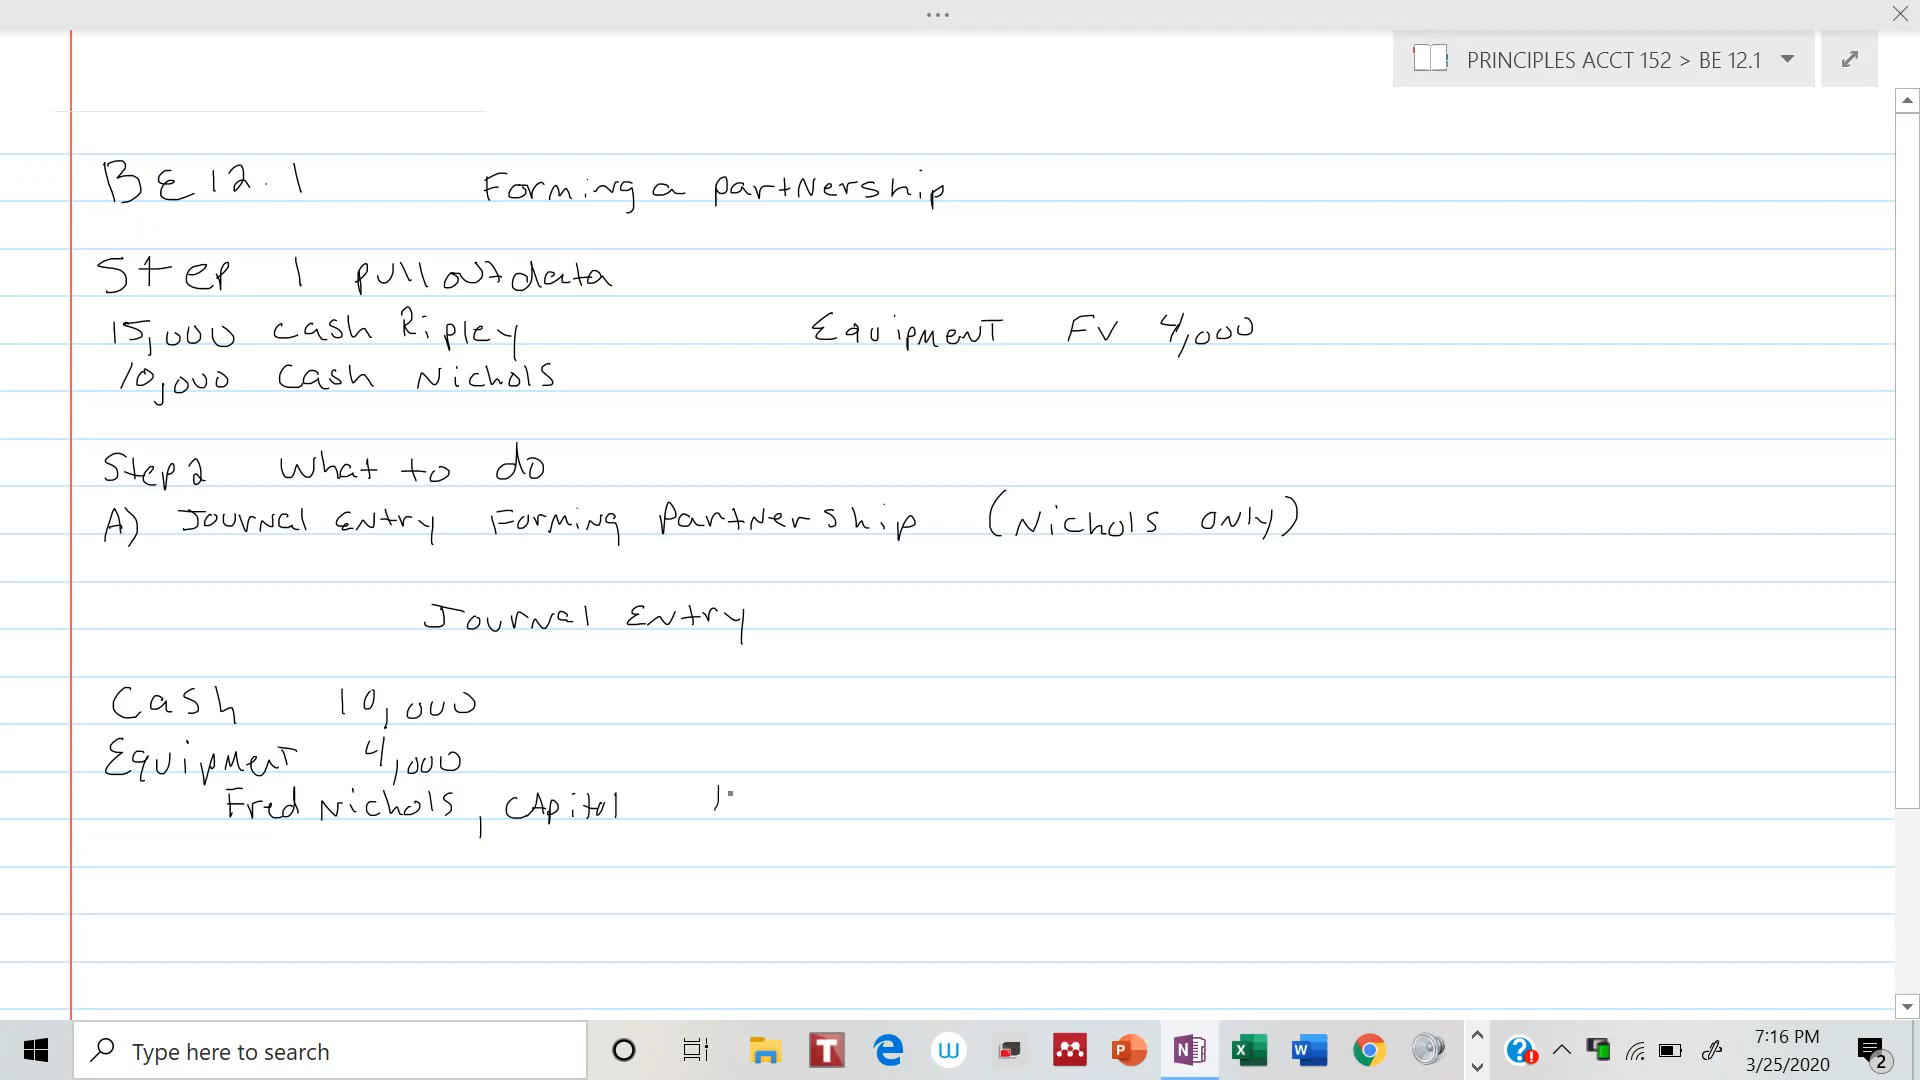 PRINCIPLES ACCT 152 > BE 12.1
BE 12.1 Forming a partnership
Step 1 pull out data
15,000 cash Ripley Equipment FV 4,000
10,000 cash Nichols
Step 2 What to do
A) Journal Entry Forming Partnership (Nichols only)
Journal Entry
Cash 10,000
Equipment 4,000
Fred Nichols, CApitol 1
Type here to search
7:16 PM
3/25/2020
2